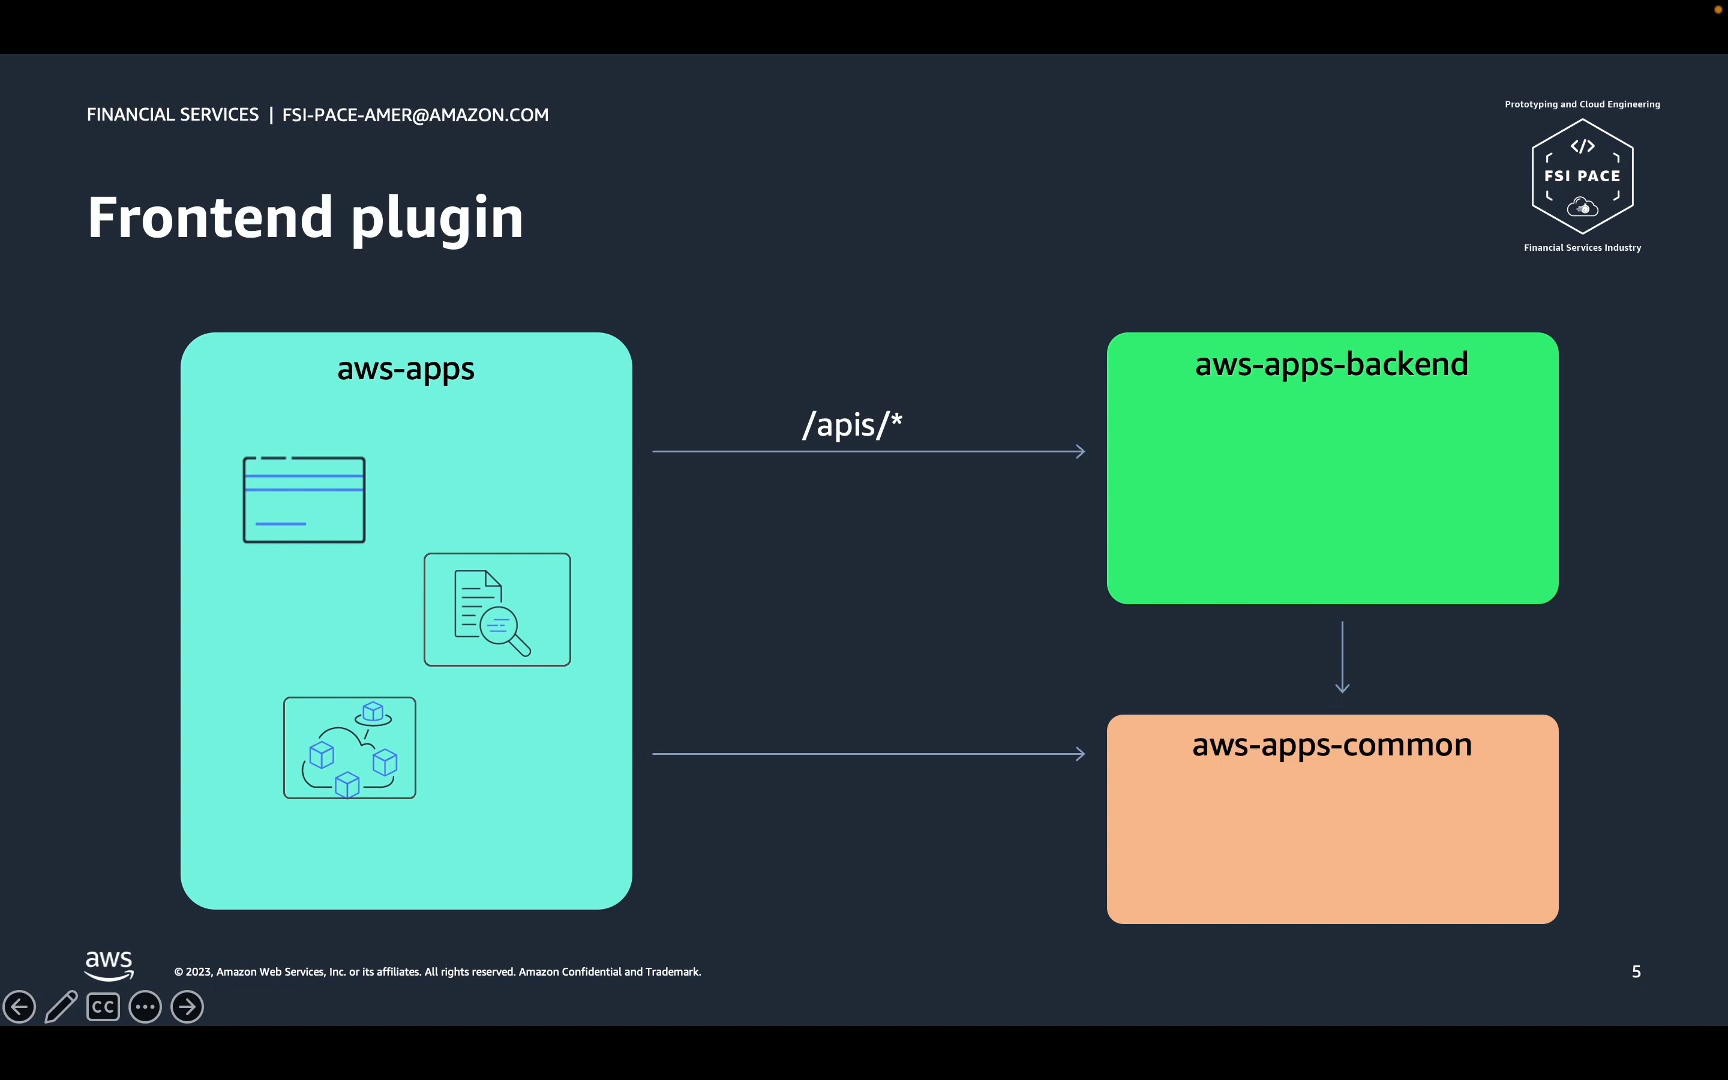 FINANCIAL SERVICES | FSI-PACE-AMER@AMAZON.COM
Prototyping and Cloud Engineering
</>
FSI PACE
Financial Services Industry
Frontend plugin
aws-apps
/apis/*
aws-apps-backend
aws-apps-common
aws
© 2023, Amazon Web Services, Inc. or its affiliates. All rights reserved. Amazon Confidential and Trademark.
5
CC